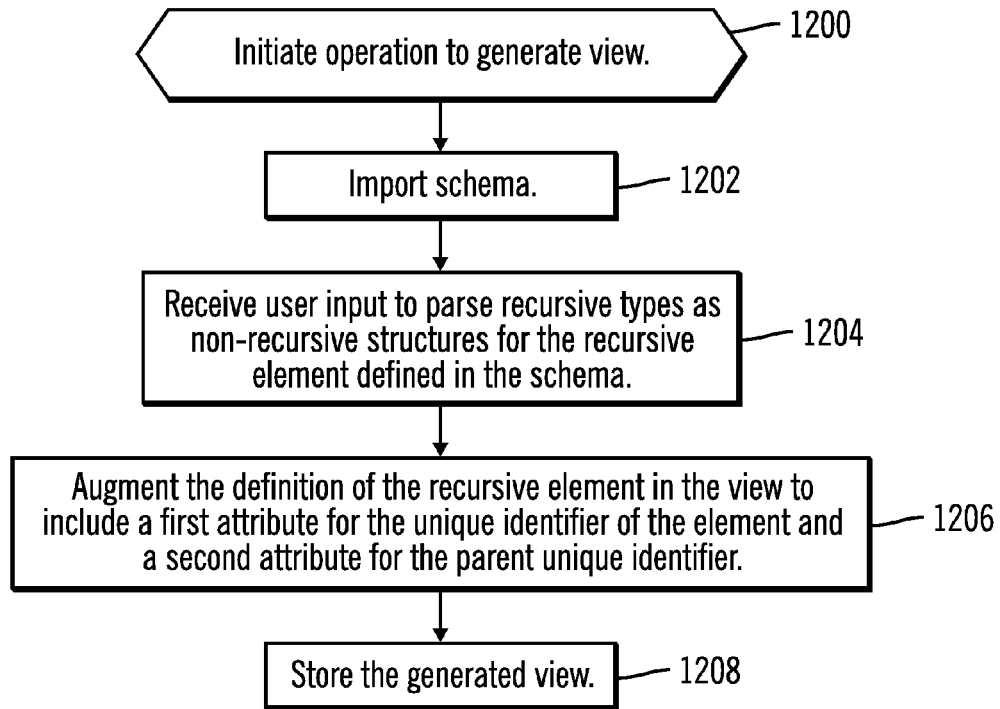 Initiate operation to generate view.
1200
Import schema.
1202
Receive user input to parse recursive types as
non-recursive structures for the recursive
element defined in the schema.
1204
Augment the definition of the recursive element in the view to
include a first attribute for the unique identifier of the element and
a second attribute for the parent unique identifier.
1206
Store the generated view.
1208